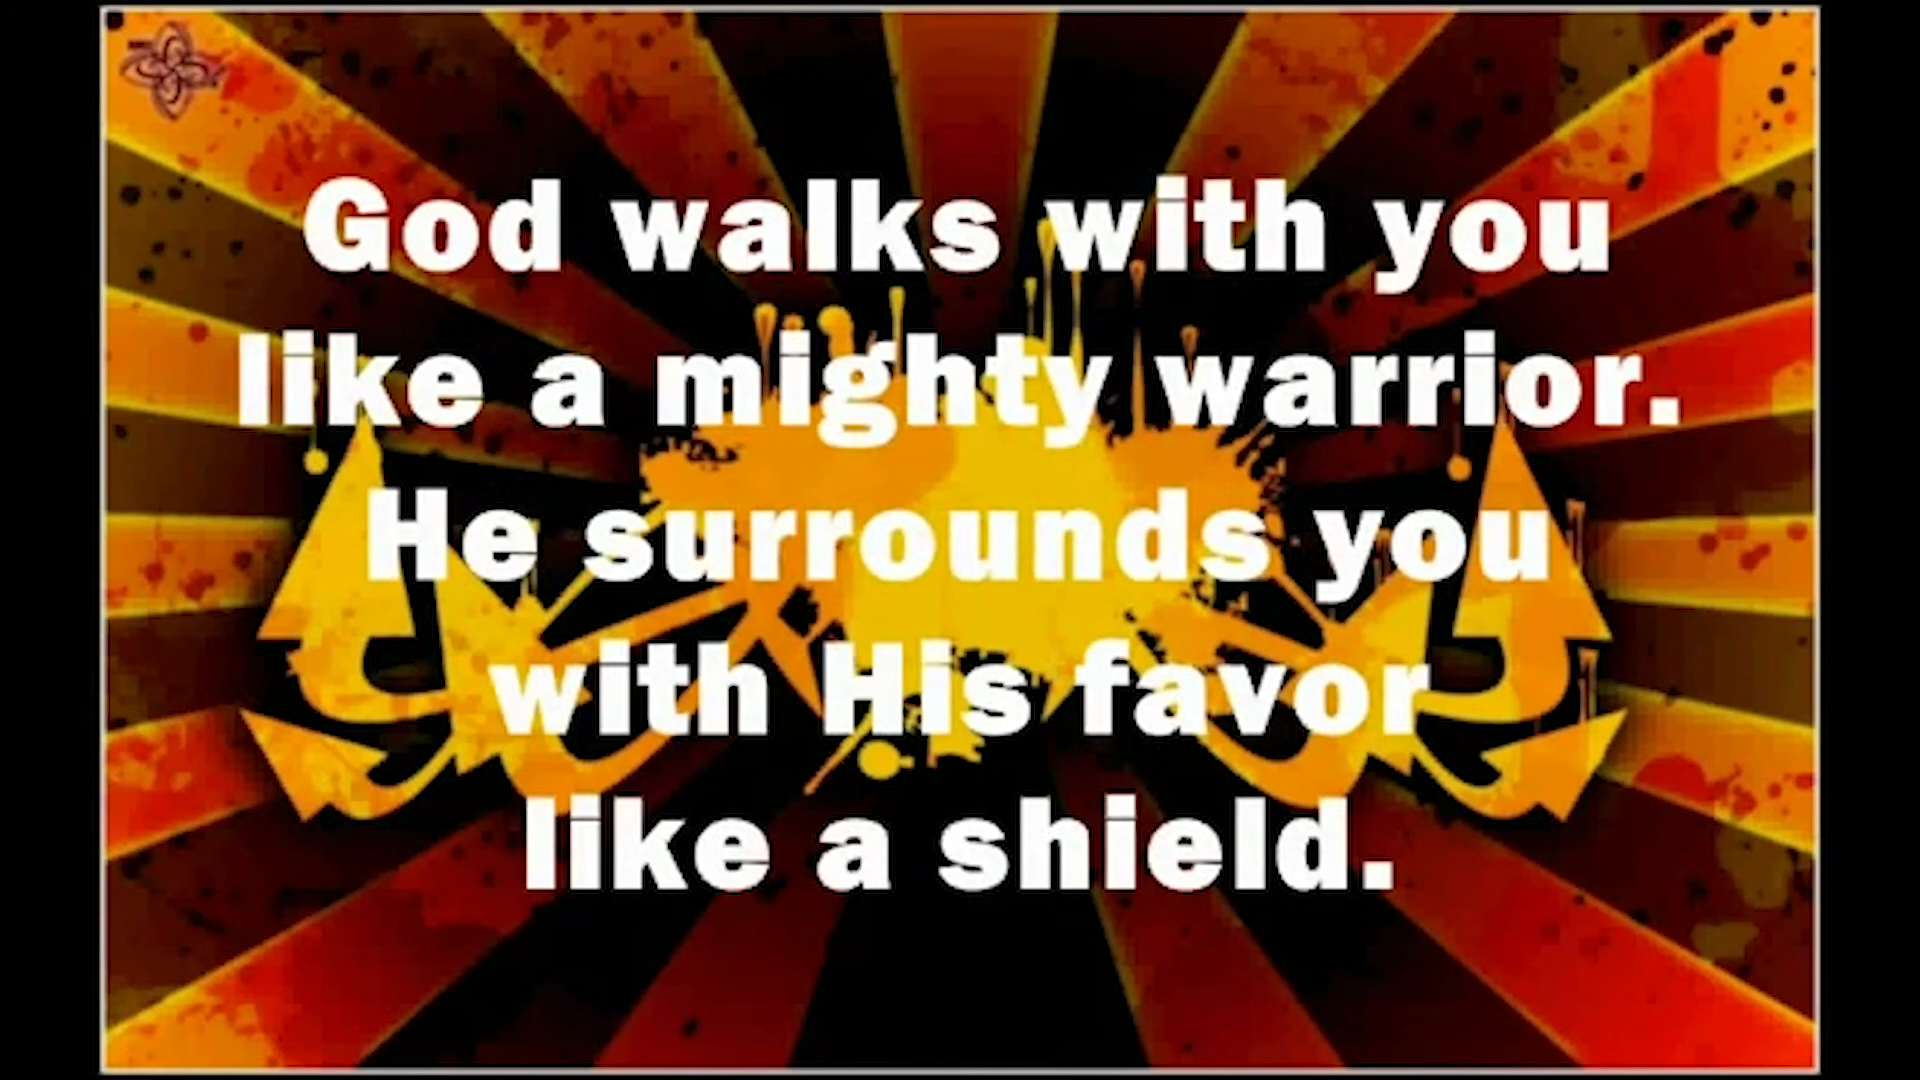 God walks with you
like a mighty warrior.
He surrounds you
with His favor
like a shield.